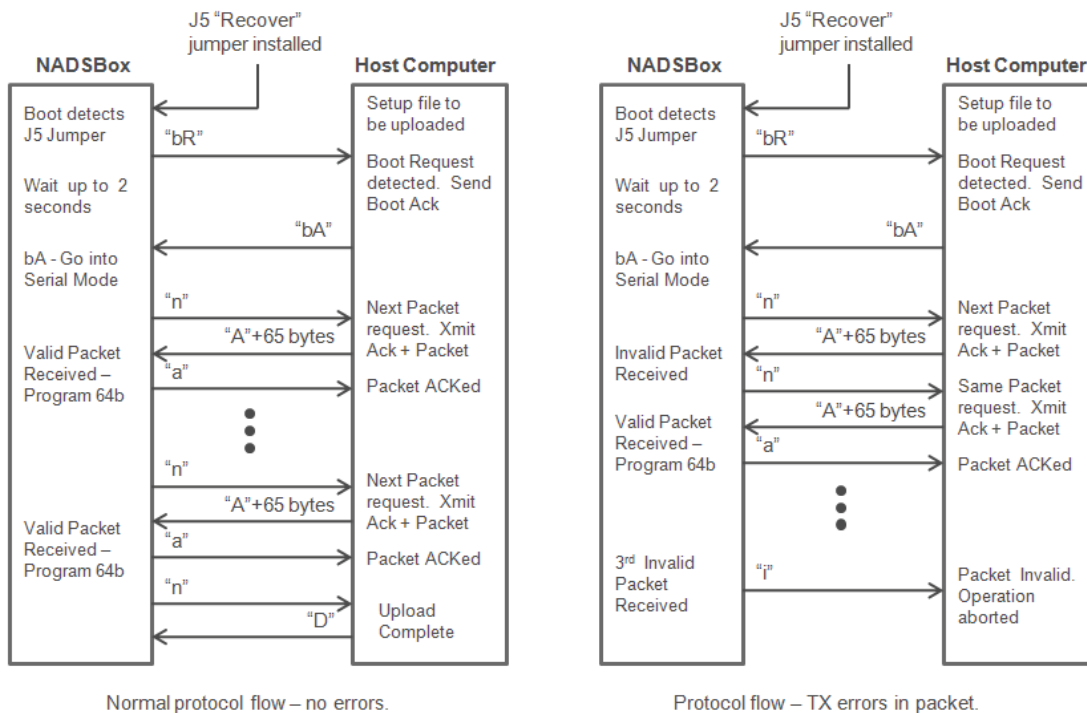 J5 “Recover”
jumper installed
NADSBox
Host Computer
Boot detects
J5 Jumper
Setup file to
be uploaded
“bR”
Boot Request
detected. Send
Boot Ack
Wait up to 2
seconds
“bA”
bA - Go into
Serial Mode
“n”
Next Packet
request. Xmit
Ack + Packet
“A”+65 bytes
Valid Packet
Received –
Program 64b
“a”
Packet ACKed
“n”
Next Packet
request. Xmit
Ack + Packet
“A”+65 bytes
Valid Packet
Received –
Program 64b
“a”
Packet ACKed
“n”
“D”
Upload
Complete
Normal protocol flow – no errors.
J5 “Recover”
jumper installed
NADSBox
Host Computer
Boot detects
J5 Jumper
Setup file to
be uploaded
“bR”
Boot Request
detected. Send
Boot Ack
Wait up to 2
seconds
“bA”
bA - Go into
Serial Mode
“n”
Next Packet
request. Xmit
Ack + Packet
“A”+65 bytes
Invalid Packet
Received
“n”
Same Packet
request. Xmit
Ack + Packet
“A”+65 bytes
Valid Packet
Received –
Program 64b
“a”
Packet ACKed
3rd Invalid
Packet
Received
“i”
Packet Invalid.
Operation
aborted
Protocol flow – TX errors in packet.